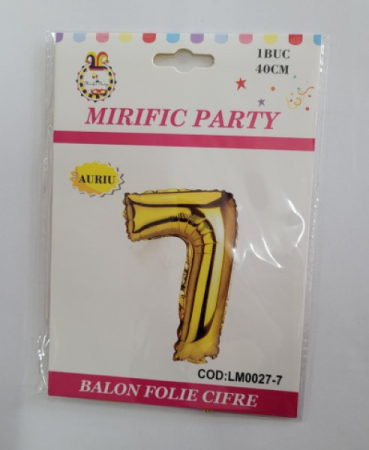 1BUC
40CM
MIRIFIC PARTY
AURIU
7
COD:LM0027-7
BALON FOLIE CIFRE